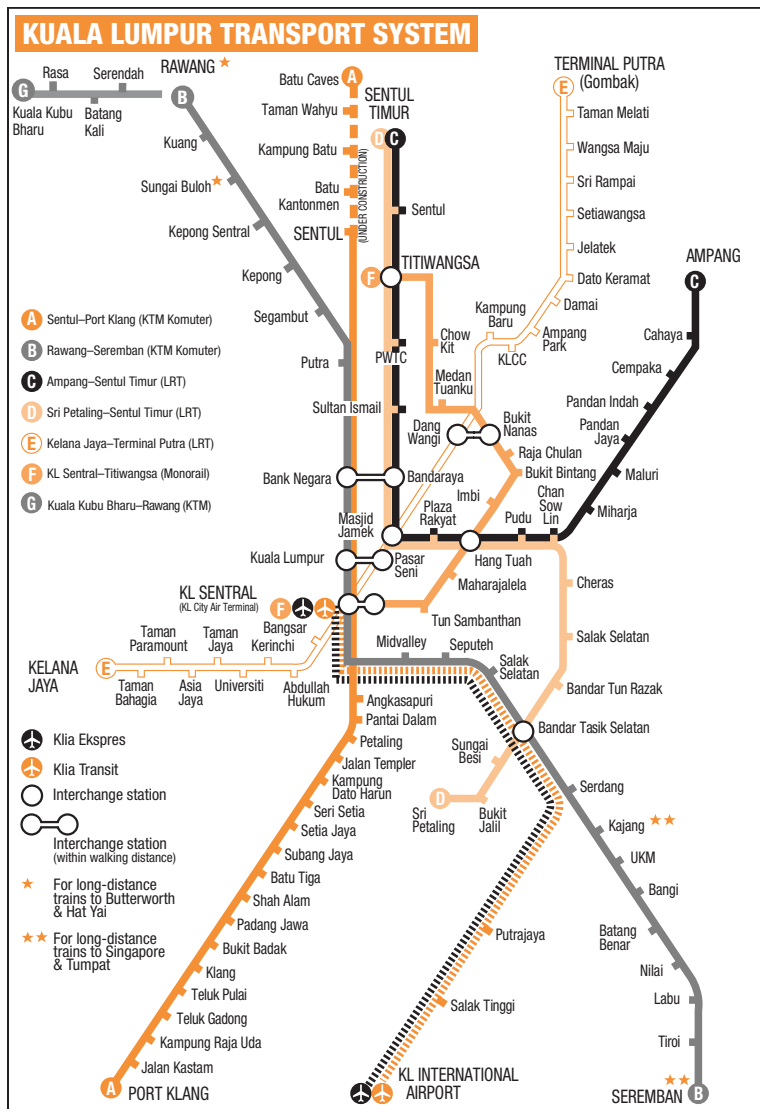 KUALA LUMPUR TRANSPORT SYSTEM
RAWANG
Rasa
Serendah
G
B
Kuala Kubu
Bharu
Batang
Kali
Kuang
Sungai Buloh
Kepong Sentral
Kepong
Segambut
Putra
Batu Caves
A
Taman Wahyu
Kampung Batu
Batu
Kantonmen
(UNDER CONSTRUCTION)
SENTUL
SENTUL
TIMUR
D
C
Sentul
F
TITIWANGSA
PWTC
Sultan Ismail
Chow
Kit
Medan
Tuanku
TERMINAL PUTRA
(Gombak)
E
Taman Melati
Wangsa Maju
Sri Rampai
Setiawangsa
Jelatek
Dato Keramat
Damai
Ampang
Park
KLCC
Kampung
Baru
Dang
Wangi
Bukit
Nanas
Raja Chulan
Bukit Bintang
Imbi
AMPANG
C
Cahaya
Cempaka
Pandan Indah
Pandan
Jaya
Maluri
Miharja
Chan
Sow
Lin
Pudu
Plaza
Rakyat
Hang Tuah
Bank Negara
Bandaraya
Masjid
Jamek
Kuala Lumpur
Pasar
Seni
Maharajalela
Tun Sambanthan
KL SENTRAL
(KL City Air Terminal)
F
Cheras
Salak Selatan
Bandar Tun Razak
Bandar Tasik Selatan
Sungai
Besi
Bukit
Jalil
D
Sri
Petaling
A Sentul–Port Klang (KTM Komuter)
B Rawang–Seremban (KTM Komuter)
C Ampang–Sentul Timur (LRT)
D Sri Petaling–Sentul Timur (LRT)
E Kelana Jaya–Terminal Putra (LRT)
F KL Sentral–Titiwangsa (Monorail)
G Kuala Kubu Bharu–Rawang (KTM)
Bangsar
Kerinchi
Taman
Jaya
Taman
Paramount
E
KELANA
JAYA
Taman
Bahagia
Asia
Jaya
Universiti
Abdullah
Hukum
Midvalley
Seputeh
Salak
Selatan
Angkasapuri
Pantai Dalam
Petaling
Jalan Templer
Kampung
Dato Harun
Seri Setia
Setia Jaya
Subang Jaya
Batu Tiga
Shah Alam
Padang Jawa
Bukit Badak
Klang
Teluk Pulai
Teluk Gadong
Kampung Raja Uda
Jalan Kastam
A
PORT KLANG
Serdang
Kajang
UKM
Bangi
Batang
Benar
Nilai
Labu
Tiroi
SEREMBAN
B
Putrajaya
Salak Tinggi
KL INTERNATIONAL
AIRPORT
Klia Ekspres
Klia Transit
Interchange station
Interchange station
(within walking distance)
For long-distance
trains to Butterworth
& Hat Yai
For long-distance
trains to Singapore
& Tumpat